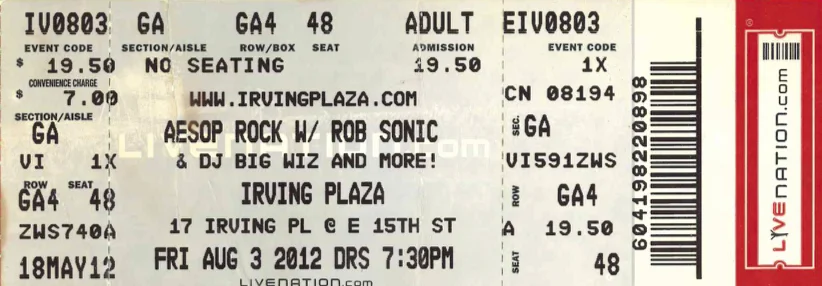 IV0803 GA GA4 48 ADULT EIV0803
EVENT CODE SECTION/AISLE ROW/BOX SEAT ADMISSION EVENT CODE
$ 19.50 NO SEATING 19.50 1X
CONVENIENCE CHARGE
$ 7.00 WWW.IRVINGPLAZA.COM CN 08194
SECTION/AISLE
GA AESOP ROCK W/ ROB SONIC SEC. GA
VI 1X & DJ BIG WIZ AND MORE! VI591ZWS
ROW SEAT
GA4 48 IRVING PLAZA ROW GA4
ZWS740A 17 IRVING PL @ E 15TH ST A 19.50
18MAY12 FRI AUG 3 2012 DRS 7:30PM SEAT 48
LIVENATION.com
604198220898
LIVE NATION.com